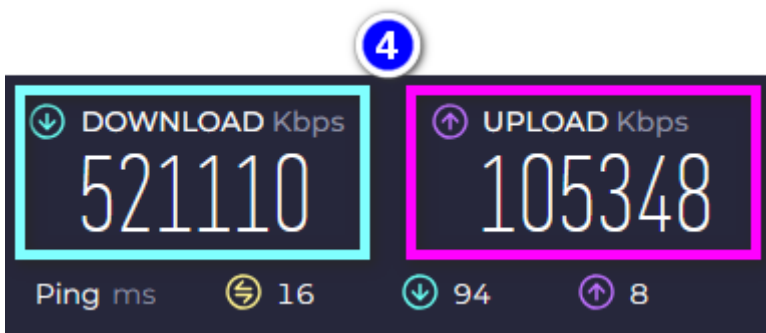 4
DOWNLOAD Kbps
521110
UPLOAD Kbps
105348
Ping ms 16 94 8